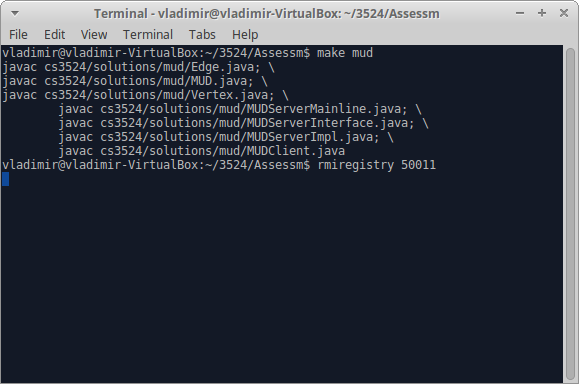 Terminal - vladimir@vladimir-VirtualBox: ~/3524/Assessm
File Edit View Terminal Tabs Help
vladimir@vladimir-VirtualBox:~/3524/Assessm$ make mud
javac cs3524/solutions/mud/Edge.java; \
javac cs3524/solutions/mud/MUD.java; \
javac cs3524/solutions/mud/Vertex.java; \
        javac cs3524/solutions/mud/MUDServerMainline.java; \
        javac cs3524/solutions/mud/MUDServerInterface.java; \
        javac cs3524/solutions/mud/MUDServerImpl.java; \
        javac cs3524/solutions/mud/MUDClient.java
vladimir@vladimir-VirtualBox:~/3524/Assessm$ rmiregistry 50011